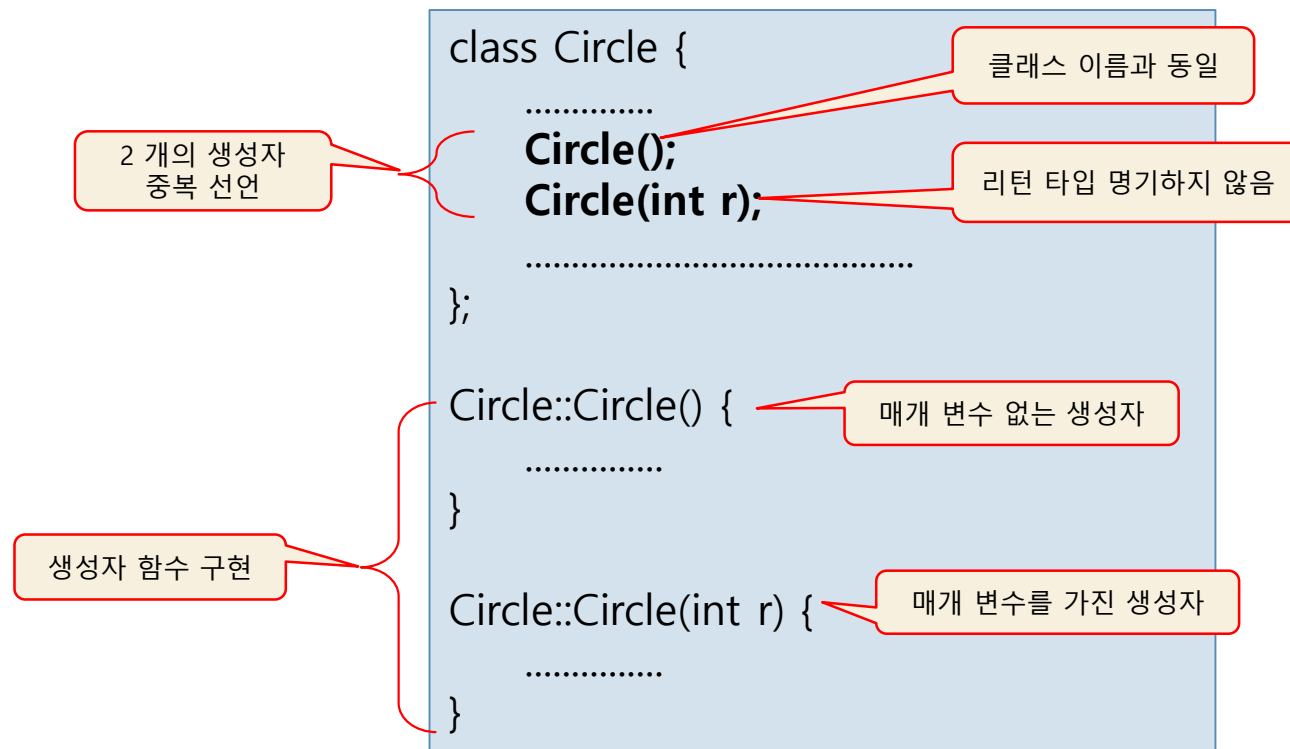 class Circle {
클래스 이름과 동일
..............
2 개의 생성자
중복 선언
Circle();
Circle(int r);
리턴 타입 명기하지 않음
..........................................
};
Circle::Circle() {
매개 변수 없는 생성자
...............
}
생성자 함수 구현
Circle::Circle(int r) {
매개 변수를 가진 생성자
...............
}